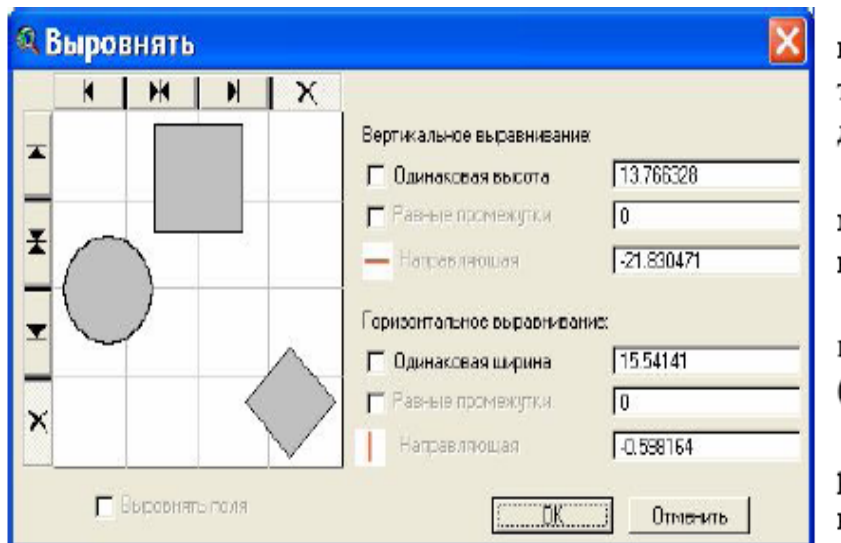 Выровнять
Вертикальное выравнивание:
Одинаковая высота 13.766328
Равные промежутки 0
Направляющая -21.830471
Горизонтальное выравнивание:
Одинаковая ширина 15.54141
Равные промежутки 0
Направляющая -0.598164
Выровнять поля
OK Отменить